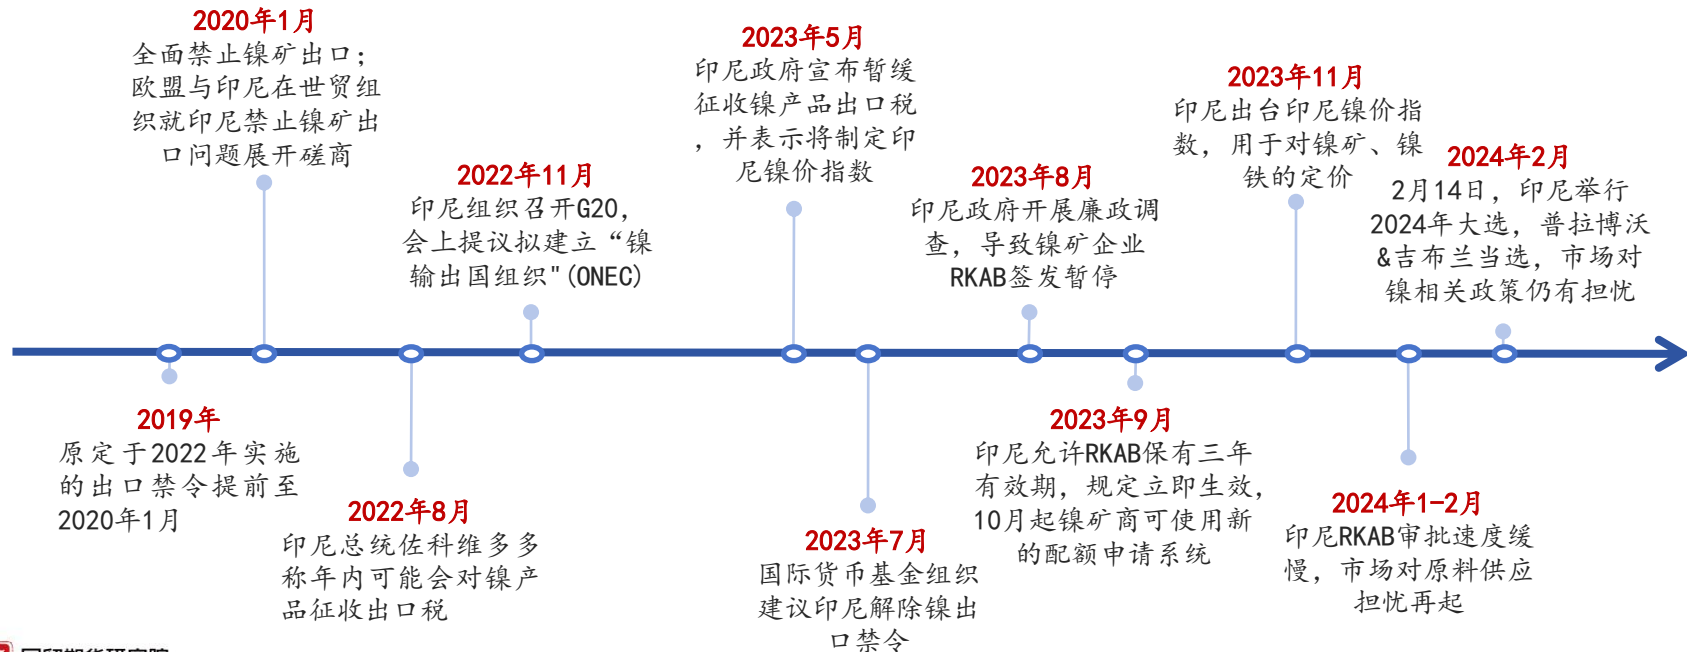 2020年1月
全面禁止镍矿出口；
欧盟与印尼在世贸组
织就印尼禁止镍矿出
口问题展开磋商
2022年11月
印尼组织召开G20，
会上提议拟建立“镍
输出国组织"(ONEC)
2023年5月
印尼政府宣布暂缓
征收镍产品出口税
，并表示将制定印
尼镍价指数
2023年8月
印尼政府开展廉政调
查，导致镍矿企业
RKAB签发暂停
2023年11月
印尼出台印尼镍价指
数，用于对镍矿、镍
铁的定价
2024年2月
2月14日，印尼举行
2024年大选，普拉博沃
&吉布兰当选，市场对
镍相关政策仍有担忧
2019年
原定于2022年实施
的出口禁令提前至
2020年1月
2022年8月
印尼总统佐科维多多
称年内可能会对镍产
品征收出口税
2023年7月
国际货币基金组织
建议印尼解除镍出
口禁令
2023年9月
印尼允许RKAB保有三年
有效期，规定立即生效，
10月起镍矿商可使用新
的配额申请系统
2024年1-2月
印尼RKAB审批速度缓
慢，市场对原料供应
担忧再起